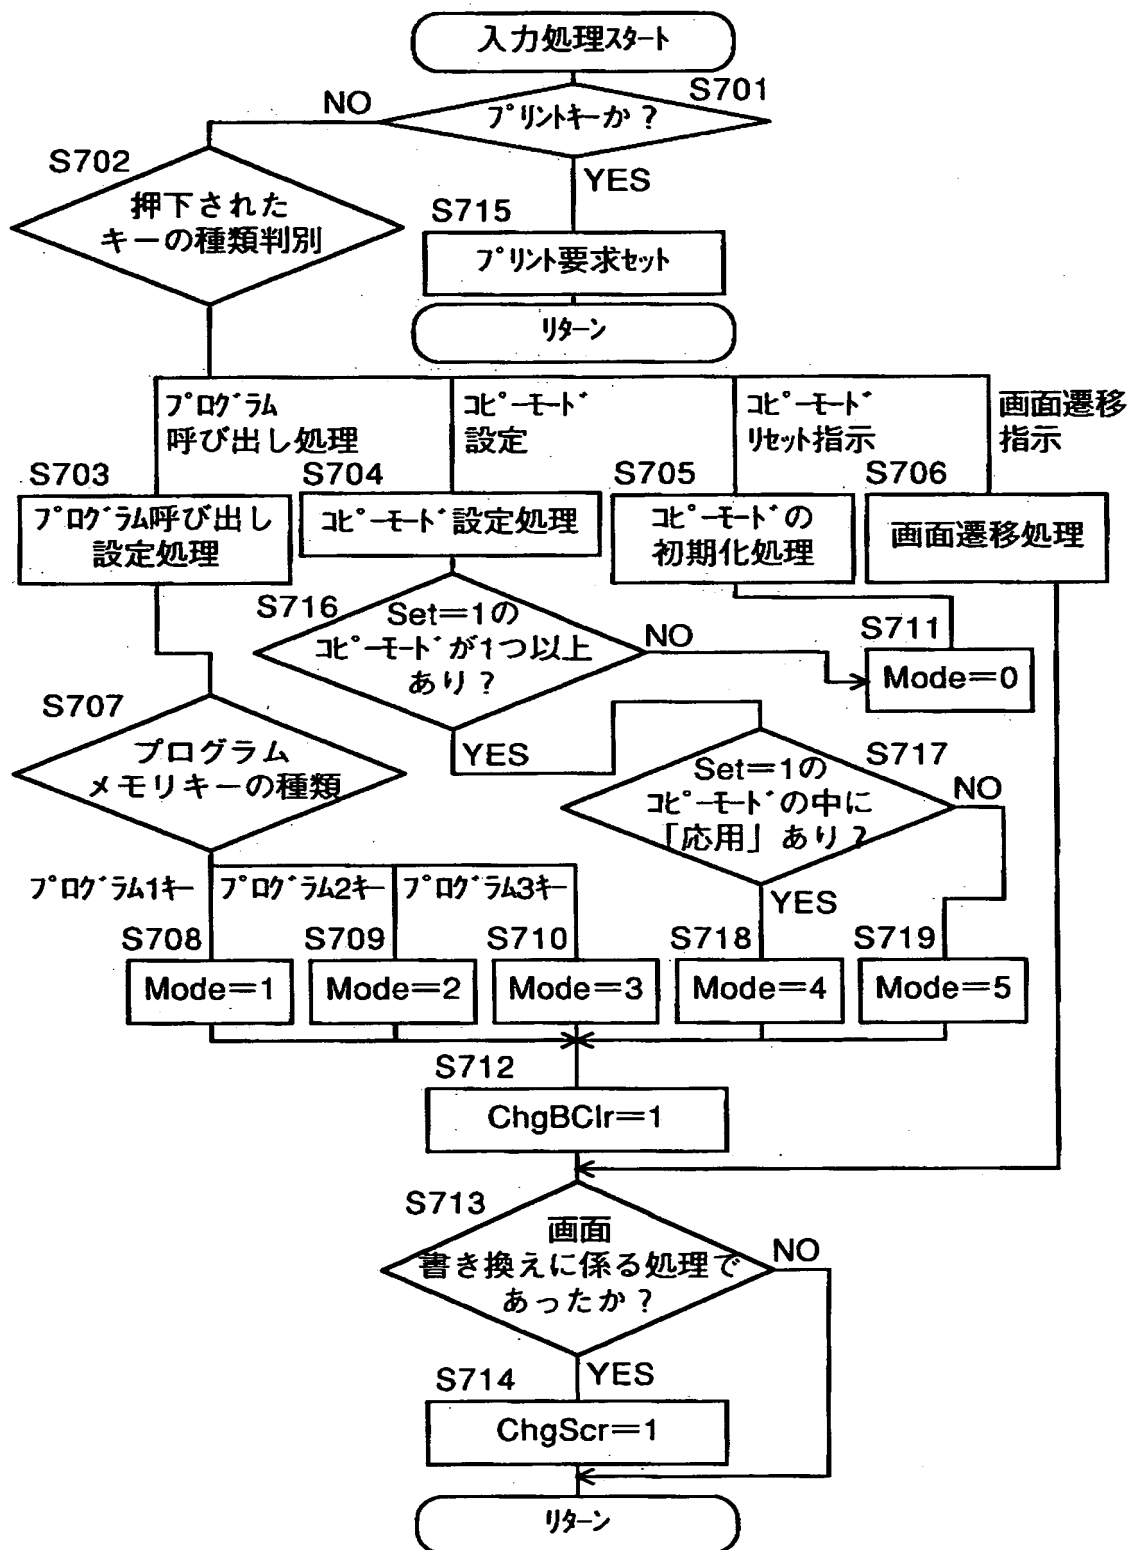 入力処理スタート
S701
NO
プリントキーか?
S702
YES
押下された
キーの種類判別
S715
プリント要求セット
リターン
プログラム
呼び出し処理
コピーモード
設定
コピーモード
リセット指示
画面遷移
指示
S703
S704
S705
S706
プログラム呼び出し
設定処理
コピーモード設定処理
コピーモードの
初期化処理
画面遷移処理
S716
Set=1の
コピーモードが1つ以上
あり?
NO
S711
Mode=0
S707
YES
プログラム
メモリキーの種類
S717
Set=1の
コピーモードの中に
「応用」あり?
NO
YES
プログラム1キー
プログラム2キー
プログラム3キー
S708
S709
S710
S718
S719
Mode=1
Mode=2
Mode=3
Mode=4
Mode=5
S712
ChgBClr=1
S713
画面
書き換えに係る処理で
あったか?
NO
YES
S714
ChgScr=1
リターン